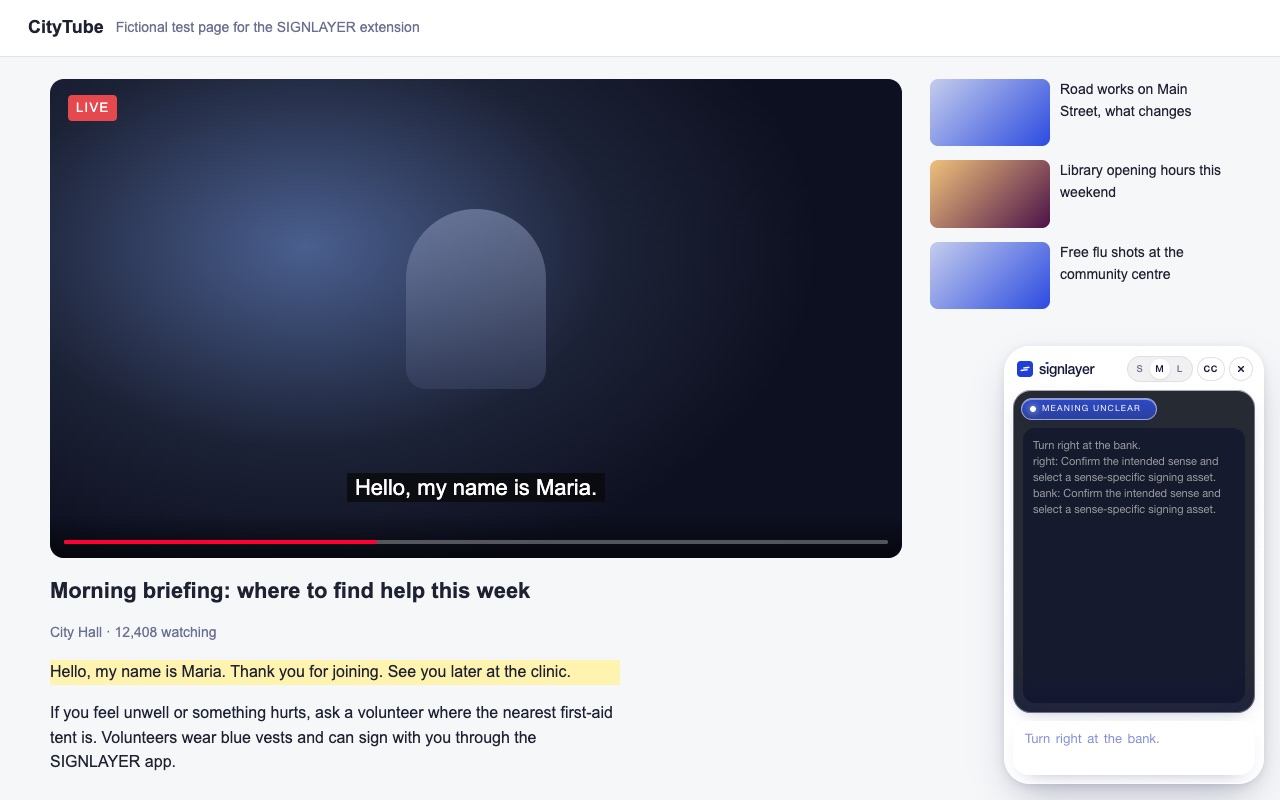 CityTube Fictional test page for the SIGNLAYER extension
LIVE
Hello, my name is Maria.
Morning briefing: where to find help this week
City Hall · 12,408 watching
Hello, my name is Maria. Thank you for joining. See you later at the clinic.
If you feel unwell or something hurts, ask a volunteer where the nearest first-aid
tent is. Volunteers wear blue vests and can sign with you through the
SIGNLAYER app.
Road works on Main
Street, what changes
Library opening hours this
weekend
Free flu shots at the
community centre
signlayer S M L CC ×
MEANING UNCLEAR
Turn right at the bank.
right: Confirm the intended sense and
select a sense-specific signing asset.
bank: Confirm the intended sense and
select a sense-specific signing asset.
Turn right at the bank.